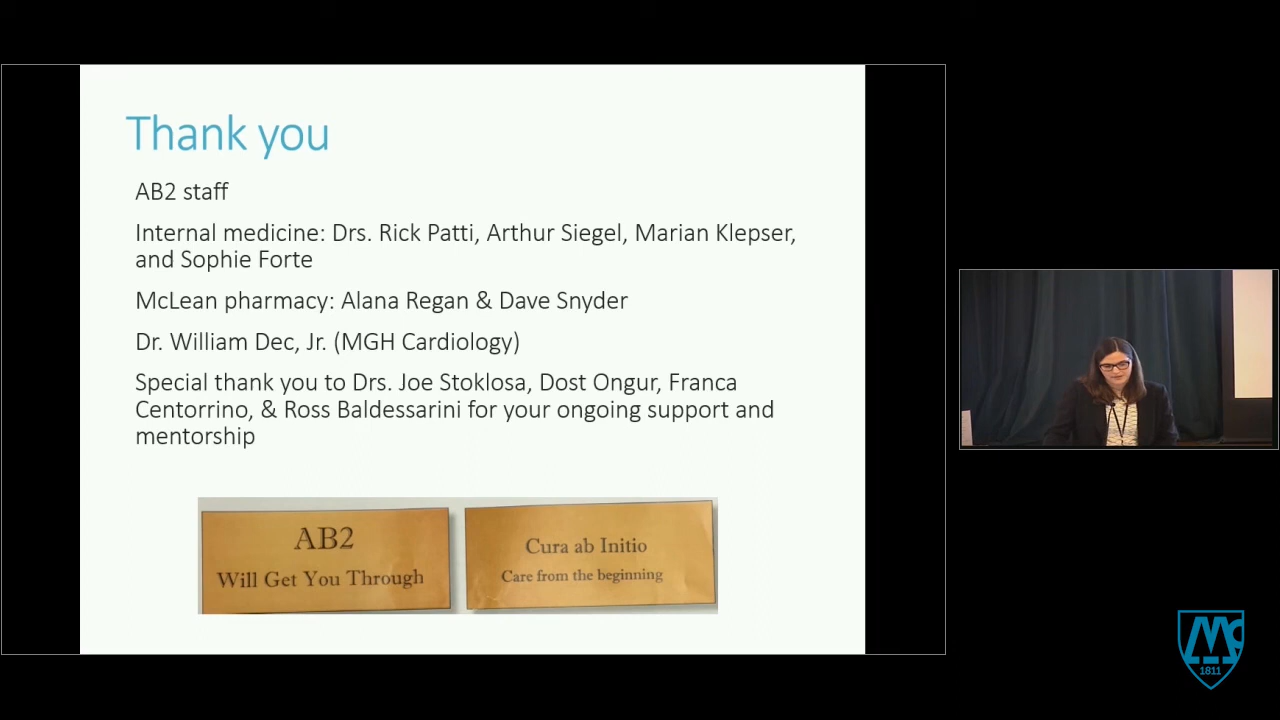 Thank you
AB2 staff
Internal medicine: Drs. Rick Patti, Arthur Siegel, Marian Klepser,
and Sophie Forte
McLean pharmacy: Alana Regan & Dave Snyder
Dr. William Dec, Jr. (MGH Cardiology)
Special thank you to Drs. Joe Stoklosa, Dost Ongur, Franca
Centorrino, & Ross Baldessarini for your ongoing support and
mentorship
AB2
Will Get You Through
Cura ab Initio
Care from the beginning
Mc
1811